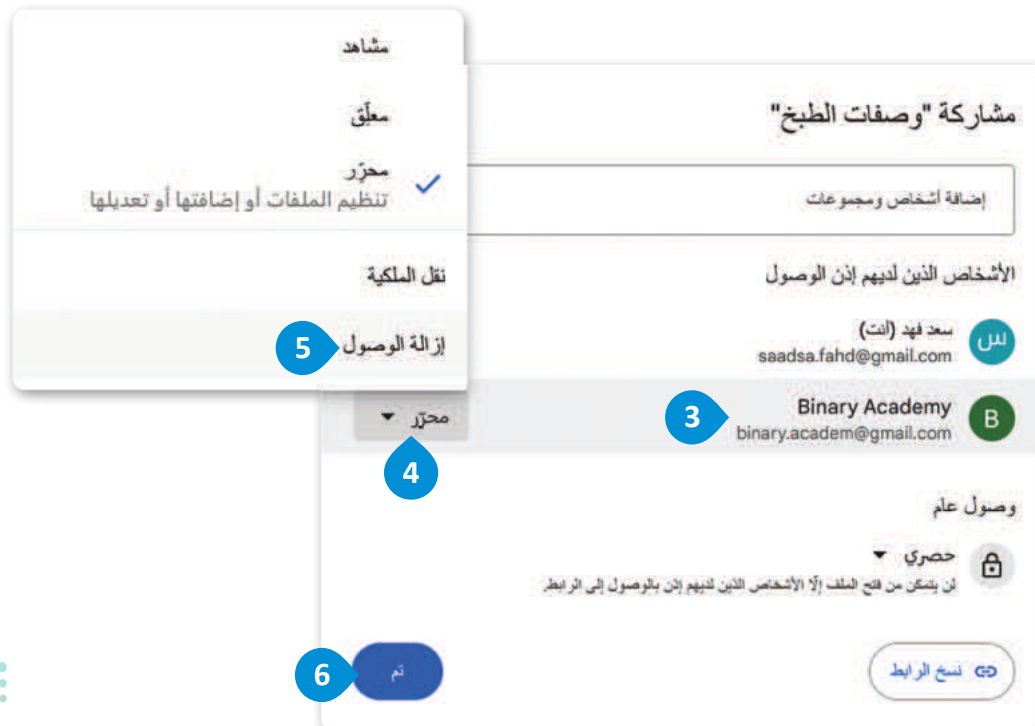 مشاهد
معلّق
محرّر
تنظيم الملفات أو إضافتها أو تعديلها
نقل الملكية
إزالة الوصول
5
مشاركة "وصفات الطبخ"
إضافة أشخاص ومجموعات
الأشخاص الذين لديهم إذن الوصول
س
سعد فهد (أنت)
saadsa.fahd@gmail.com
B
Binary Academy
binary.academ@gmail.com
3
محرّر
4
وصول عام
حصري
لن يتمكن من فتح الملف إلّا الأشخاص الذين لديهم إذن بالوصول إلى الرابط.
نسخ الرابط
تم
6